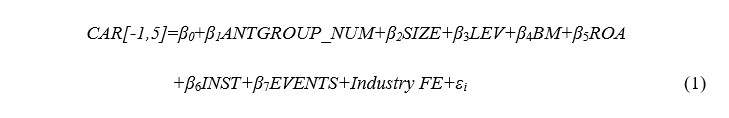 CAR[-1,5]=β0+β1ANTGROUP_NUM+β2SIZE+β3LEV+β4BM+β5ROA
+β6INST+β7EVENTS+Industry FE+εi (1)